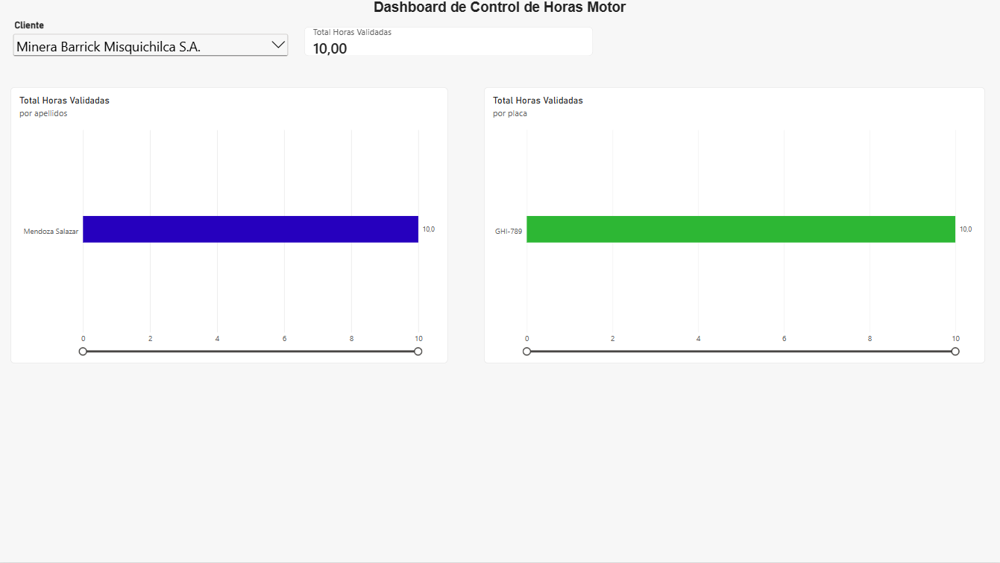 Dashboard de Control de Horas Motor
Cliente
Minera Barrick Misquichilca S.A.
Total Horas Validadas
10,00
Total Horas Validadas
por apellidos
Mendoza Salazar
10,0
0 2 4 6 8 10
Total Horas Validadas
por placa
GHI-789
10,0
0 2 4 6 8 10